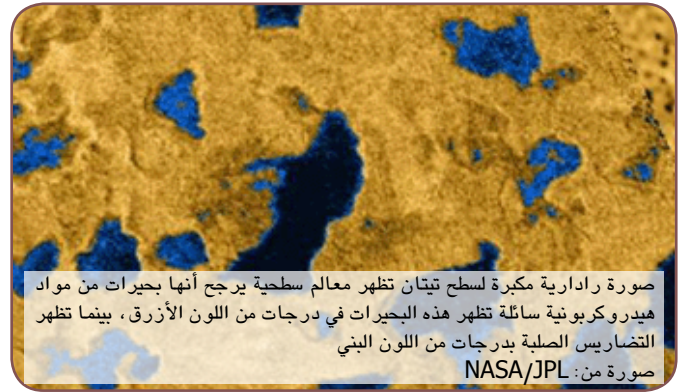 صورة رادارية مكبرة لسطح تيتان تظهر معالم سطحية يرجح أنها بحيرات من مواد
هيدروكربونية سائلة تظهر هذه البحيرات في درجات من اللون الأزرق، بينما تظهر
التضاريس الصلبة بدرجات من اللون البني
صورة من: NASA/JPL